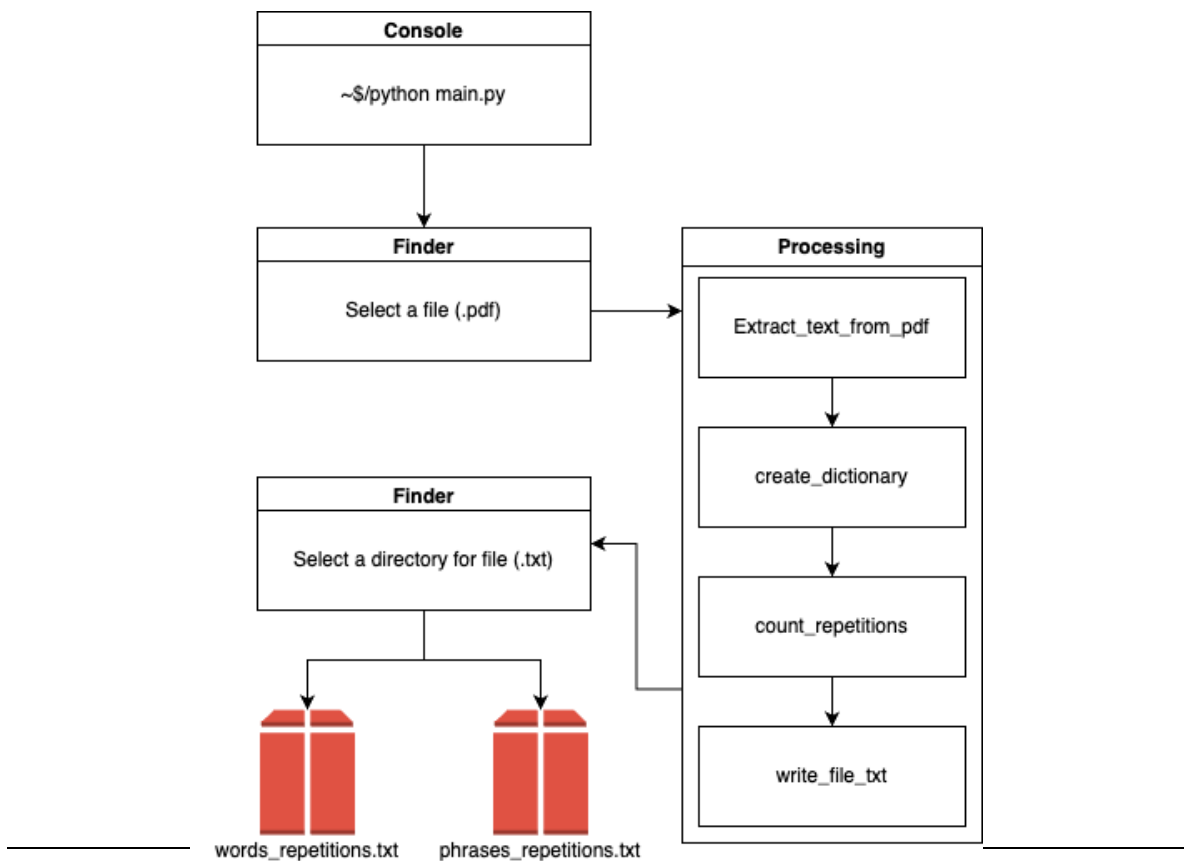 Console
~$/python main.py
Finder
Select a file (.pdf)
Processing
Extract_text_from_pdf
create_dictionary
count_repetitions
write_file_txt
Finder
Select a directory for file (.txt)
words_repetitions.txt
phrases_repetitions.txt